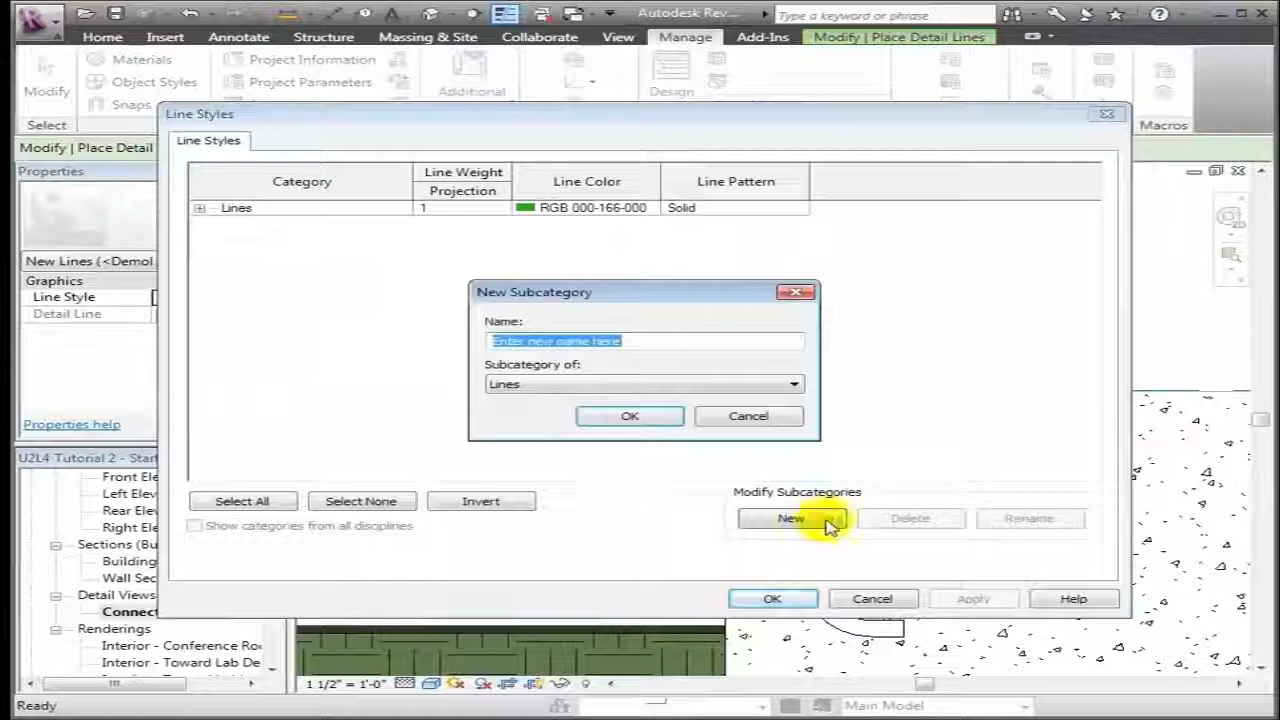 Autodesk Rev...
Type a keyword or phrase
Home Insert Annotate Structure Massing & Site Collaborate View Manage Add-Ins Modify | Place Detail Lines
Materials Project Information
Modify Object Styles Project Parameters Additional Design
Snaps
Select Macros
Modify | Place Detail
Properties
New Lines (<Demol
Graphics
Line Style
Detail Line
Properties help
Line Styles
Line Styles
Category Line Weight Line Color Line Pattern
Projection
Lines 1 RGB 000-166-000 Solid
New Subcategory
Name:
Enter new name here
Subcategory of:
Lines
OK Cancel
Select All Select None Invert
Show categories from all disciplines
Modify Subcategories
New Delete Rename
OK Cancel Apply Help
U2L4 Tutorial 2 - Start
Front Ele
Left Elev
Rear Ele
Right Ele
Sections (Bu
Building
Wall Sec
Detail Views
Connect
Renderings
Interior - Conference Ro
Interior - Toward Lab De
1 1/2" = 1'-0"
2D
Ready
Main Model